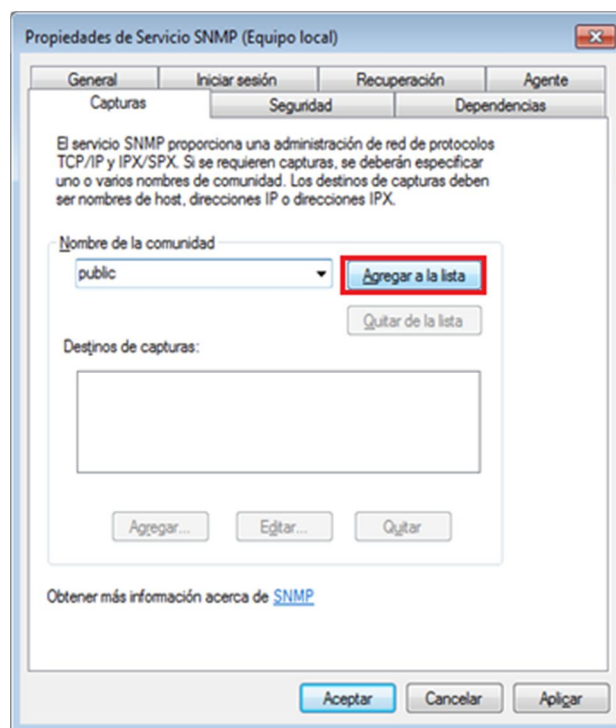 Propiedades de Servicio SNMP (Equipo local)
General Iniciar sesión Recuperación Agente
Capturas Seguridad Dependencias
El servicio SNMP proporciona una administración de red de protocolos
TCP/IP y IPX/SPX. Si se requieren capturas, se deberán especificar
uno o varios nombres de comunidad. Los destinos de capturas deben
ser nombres de host, direcciones IP o direcciones IPX.
Nombre de la comunidad
public Agregar a la lista
Quitar de la lista
Destinos de capturas:
Agregar... Editar... Quitar
Obtener más información acerca de SNMP
Aceptar Cancelar Aplicar